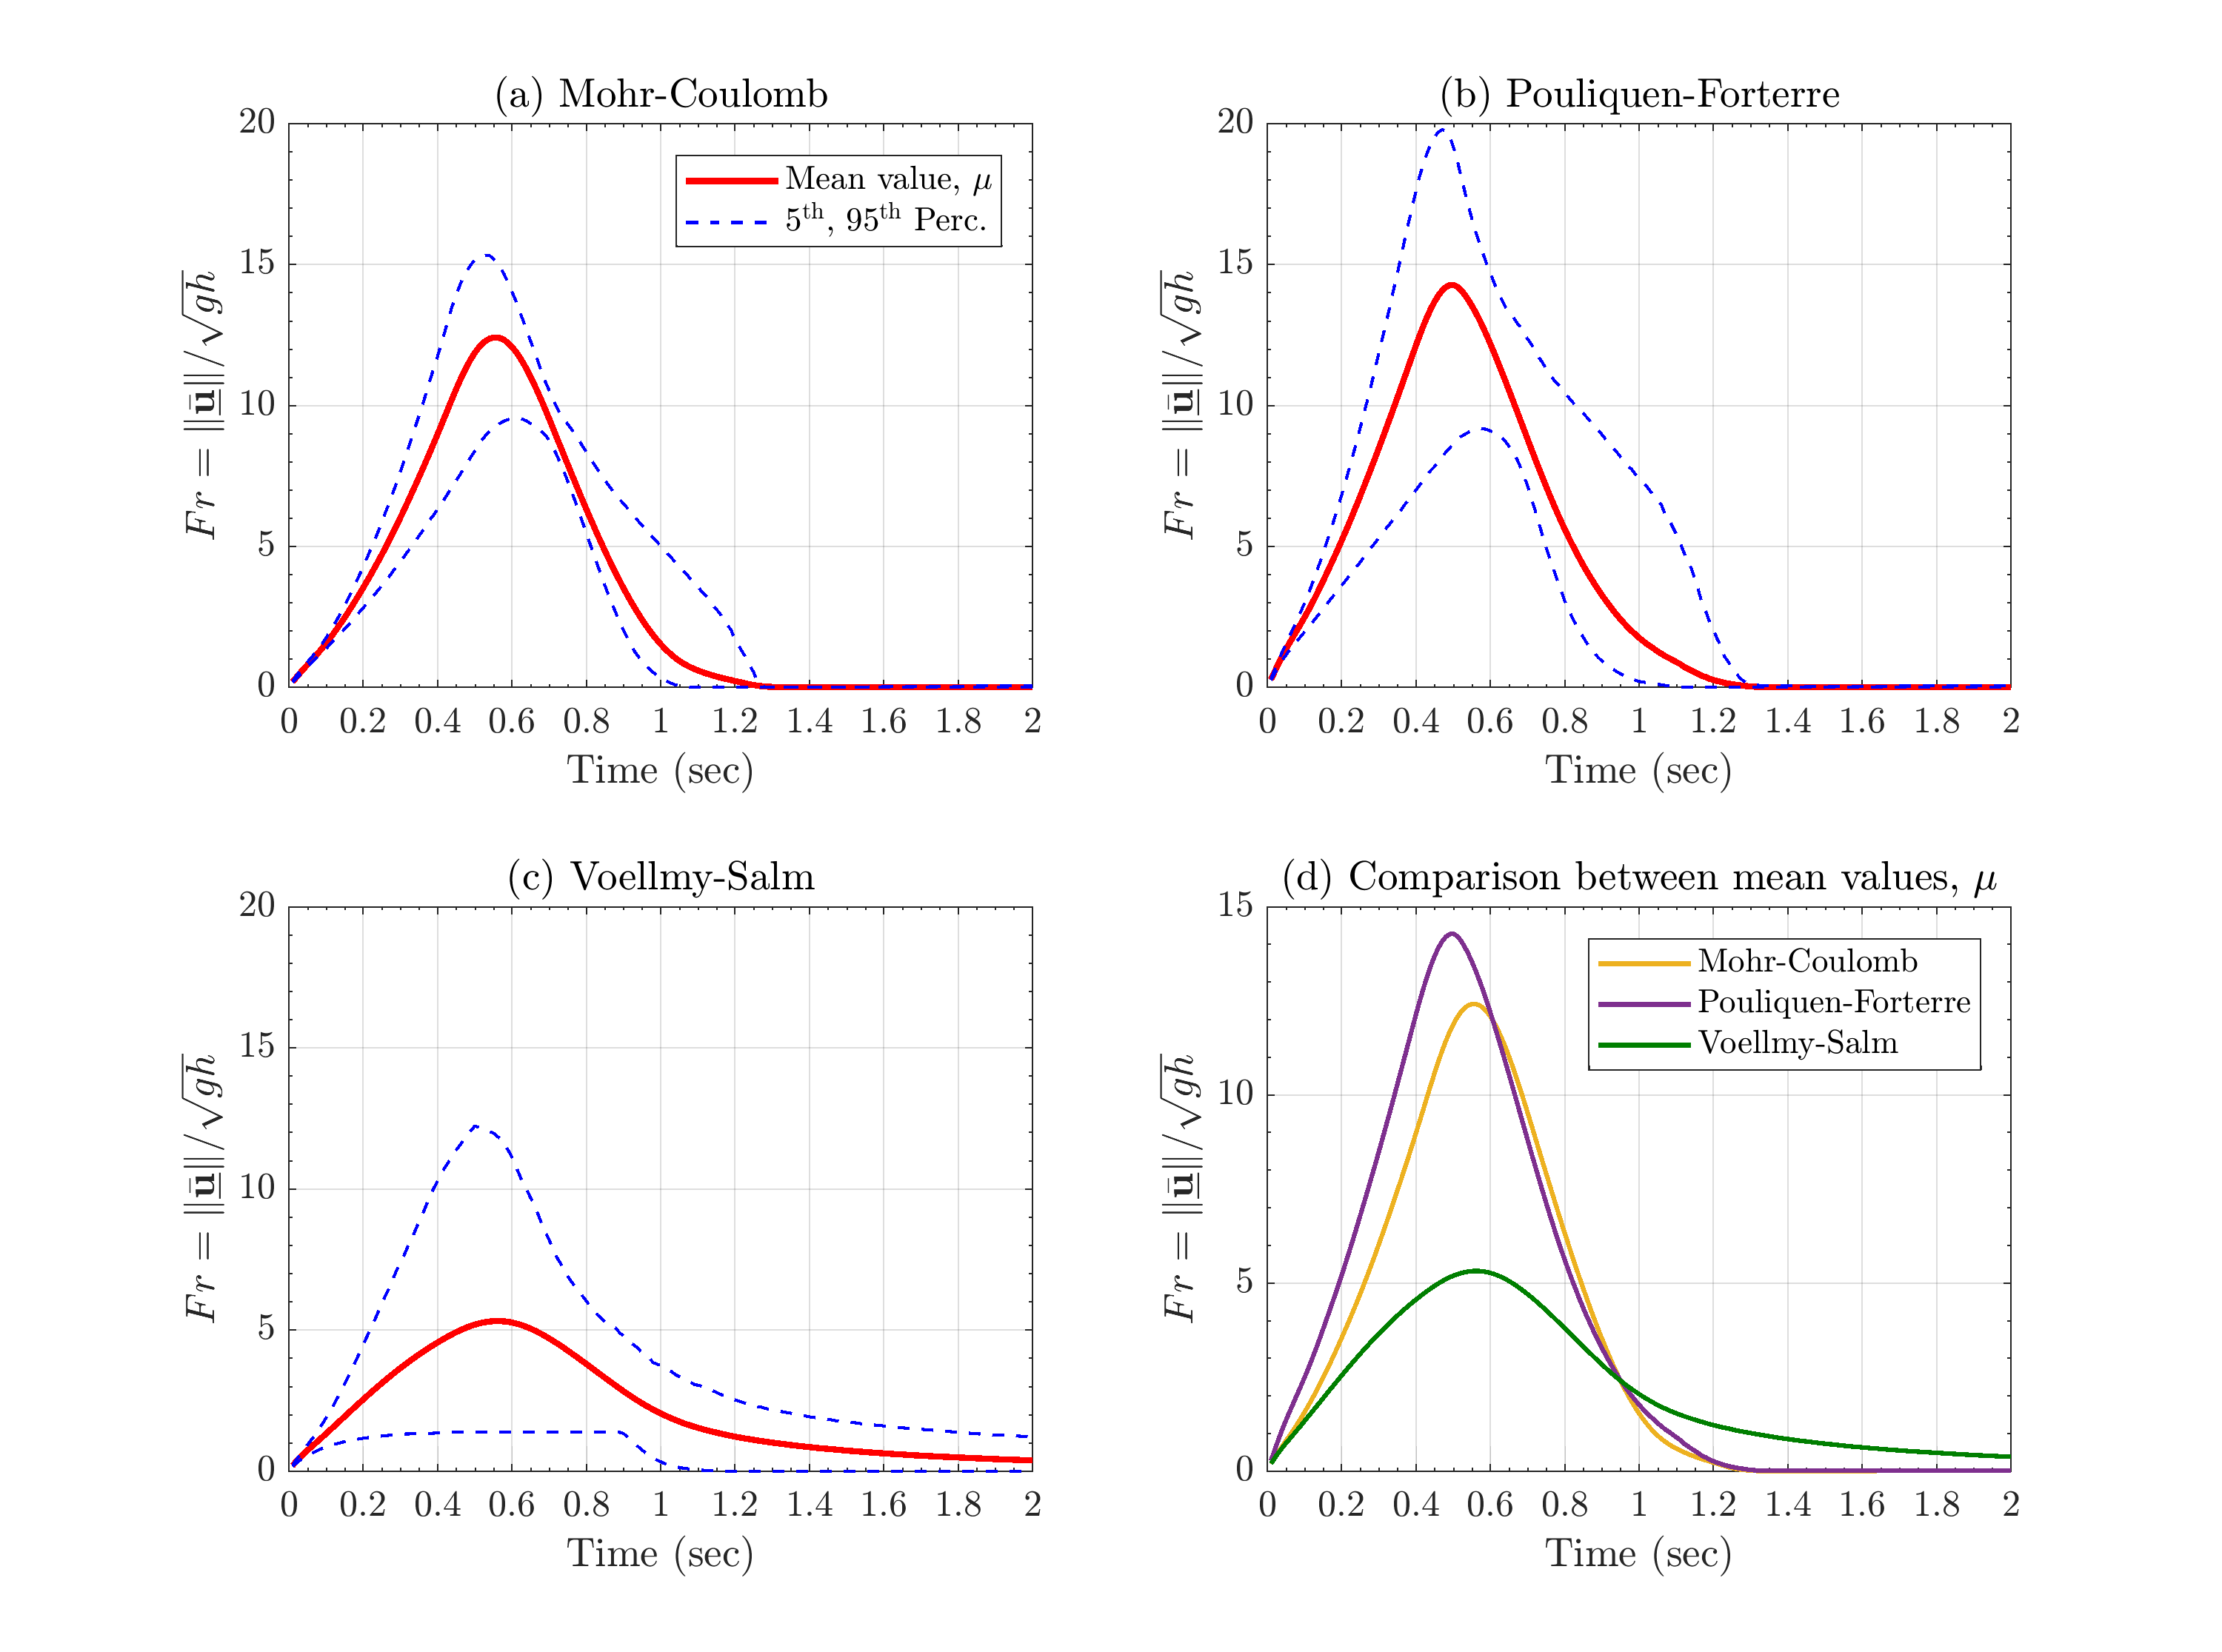 (a) Mohr-Coulomb
20
15
10
5
0
0 0.2 0.4 0.6 0.8 1 1.2 1.4 1.6 1.8 2
Time (sec)
Fr = ||ū̲||/√gh
Mean value, μ
5th, 95th Perc.
(b) Pouliquen-Forterre
20
15
10
5
0
0 0.2 0.4 0.6 0.8 1 1.2 1.4 1.6 1.8 2
Time (sec)
Fr = ||ū̲||/√gh
(c) Voellmy-Salm
20
15
10
5
0
0 0.2 0.4 0.6 0.8 1 1.2 1.4 1.6 1.8 2
Time (sec)
Fr = ||ū̲||/√gh
(d) Comparison between mean values, μ
15
10
5
0
0 0.2 0.4 0.6 0.8 1 1.2 1.4 1.6 1.8 2
Time (sec)
Fr = ||ū̲||/√gh
Mohr-Coulomb
Pouliquen-Forterre
Voellmy-Salm